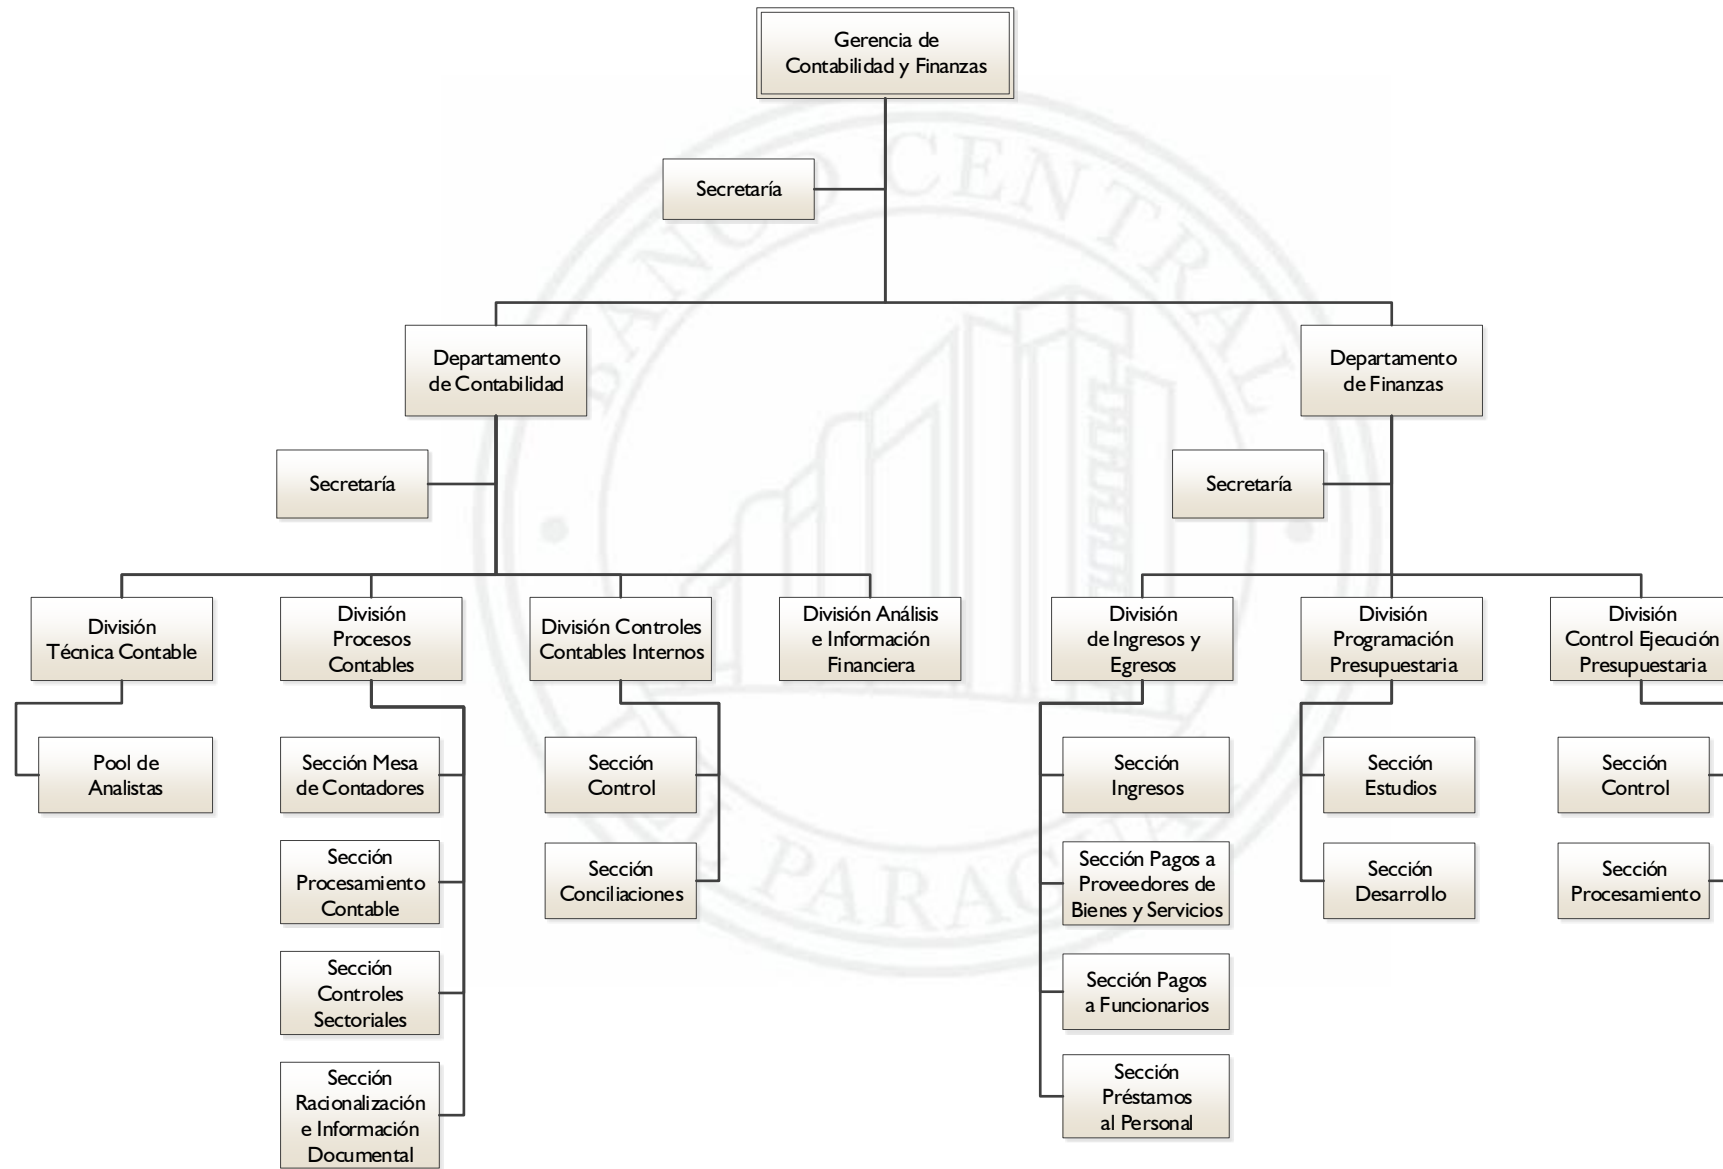 Gerencia de
Contabilidad y Finanzas
Secretaría
Departamento
de Contabilidad
Departamento
de Finanzas
Secretaría
Secretaría
División
Técnica Contable
División
Procesos
Contables
División Controles
Contables Internos
División Análisis
e Información
Financiera
División
de Ingresos y
Egresos
División
Programación
Presupuestaria
División
Control Ejecución
Presupuestaria
Pool de
Analistas
Sección Mesa
de Contadores
Sección
Procesamiento
Contable
Sección
Controles
Sectoriales
Sección
Racionalización
e Información
Documental
Sección
Control
Sección
Conciliaciones
Sección
Ingresos
Sección Pagos a
Proveedores de
Bienes y Servicios
Sección Pagos
a Funcionarios
Sección
Préstamos
al Personal
Sección
Estudios
Sección
Desarrollo
Sección
Control
Sección
Procesamiento
BANCO CENTRAL
DEL PARAGUAY